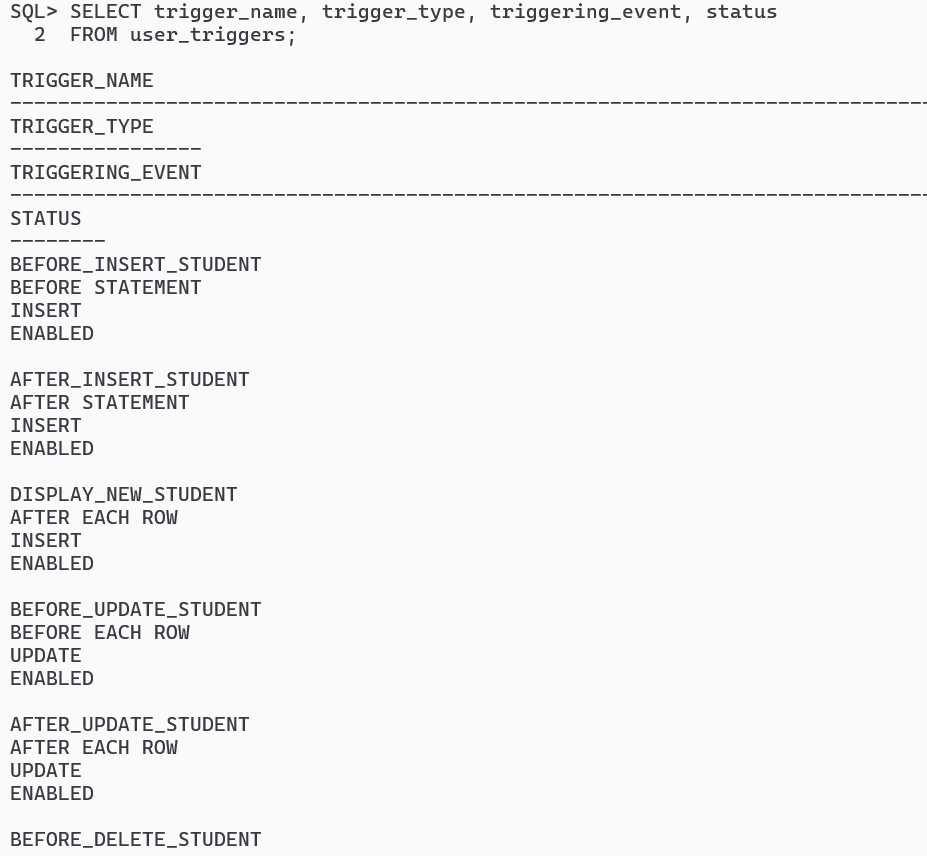 SQL> SELECT trigger_name, trigger_type, triggering_event, status
  2  FROM user_triggers;

TRIGGER_NAME
--------------------------------------------------------------------------------
TRIGGER_TYPE
----------------
TRIGGERING_EVENT
--------------------------------------------------------------------------------
STATUS
--------
BEFORE_INSERT_STUDENT
BEFORE STATEMENT
INSERT
ENABLED

AFTER_INSERT_STUDENT
AFTER STATEMENT
INSERT
ENABLED

DISPLAY_NEW_STUDENT
AFTER EACH ROW
INSERT
ENABLED

BEFORE_UPDATE_STUDENT
BEFORE EACH ROW
UPDATE
ENABLED

AFTER_UPDATE_STUDENT
AFTER EACH ROW
UPDATE
ENABLED

BEFORE_DELETE_STUDENT